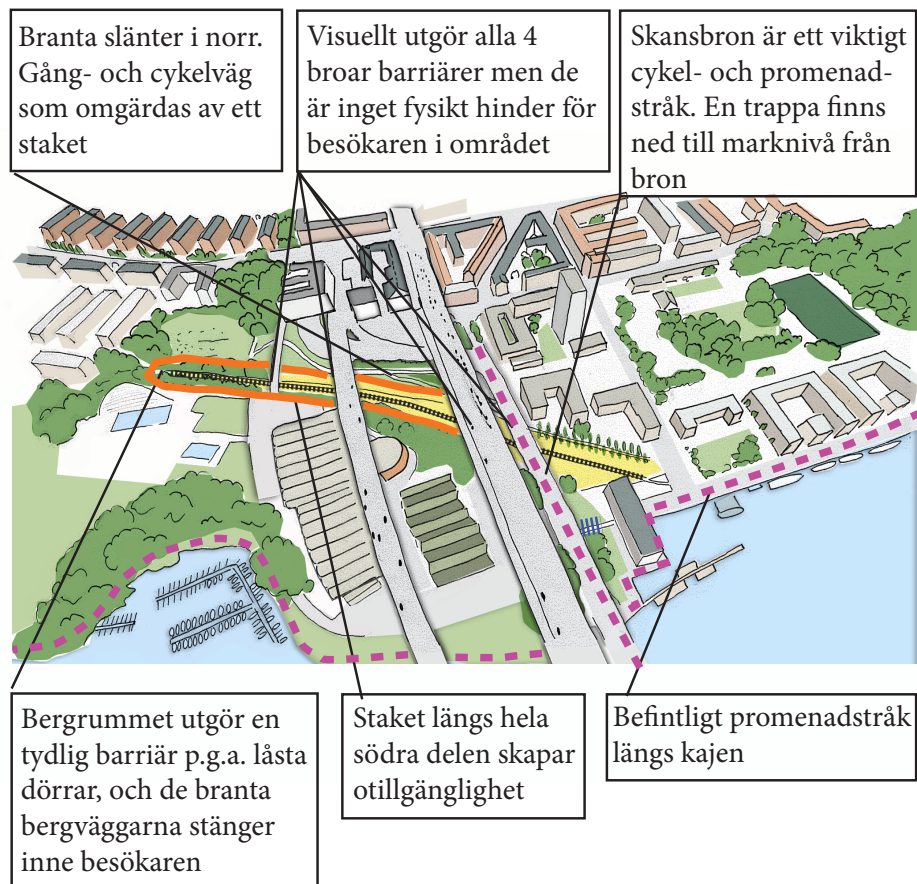 Branta slänter i norr.
Gång- och cykelväg
som omgärdas av ett
staket
Visuellt utgör alla 4
broar barriärer men de
är inget fysikt hinder för
besökaren i området
Skansbron är ett viktigt
cykel- och promenad-
stråk. En trappa finns
ned till marknivå från
bron
Bergrummet utgör en
tydlig barriär p.g.a. låsta
dörrar, och de branta
bergväggarna stänger
inne besökaren
Staket längs hela
södra delen skapar
otillgänglighet
Befintligt promenadstråk
längs kajen